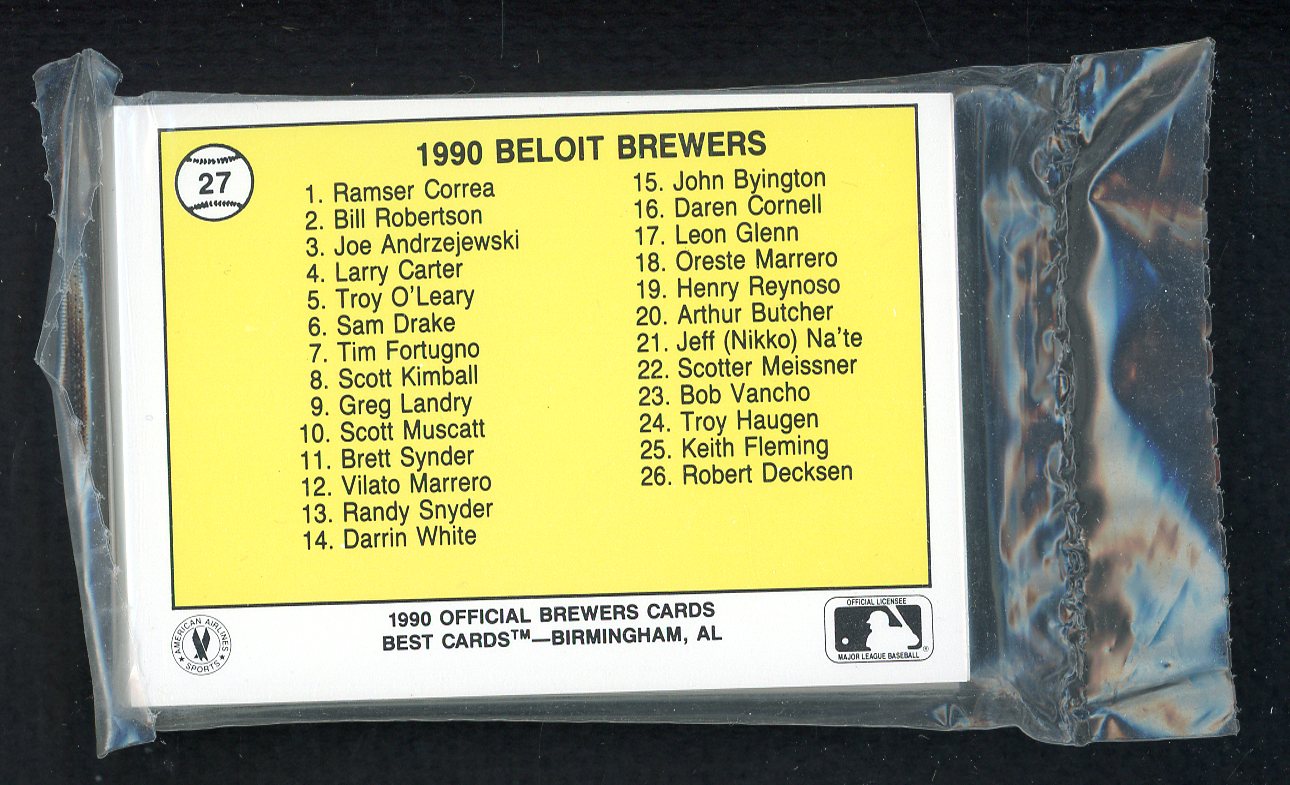 27
1990 BELOIT BREWERS
1. Ramser Correa
2. Bill Robertson
3. Joe Andrzejewski
4. Larry Carter
5. Troy O'Leary
6. Sam Drake
7. Tim Fortugno
8. Scott Kimball
9. Greg Landry
10. Scott Muscatt
11. Brett Synder
12. Vilato Marrero
13. Randy Snyder
14. Darrin White
15. John Byington
16. Daren Cornell
17. Leon Glenn
18. Oreste Marrero
19. Henry Reynoso
20. Arthur Butcher
21. Jeff (Nikko) Na'te
22. Scotter Meissner
23. Bob Vancho
24. Troy Haugen
25. Keith Fleming
26. Robert Decksen
1990 OFFICIAL BREWERS CARDS
BEST CARDS™—BIRMINGHAM, AL
AMERICAN AIRLINES
★ SPORTS ★
OFFICIAL LICENSEE
MAJOR LEAGUE BASEBALL ®